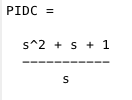 PIDC =
s^2 + s + 1
-----------
s